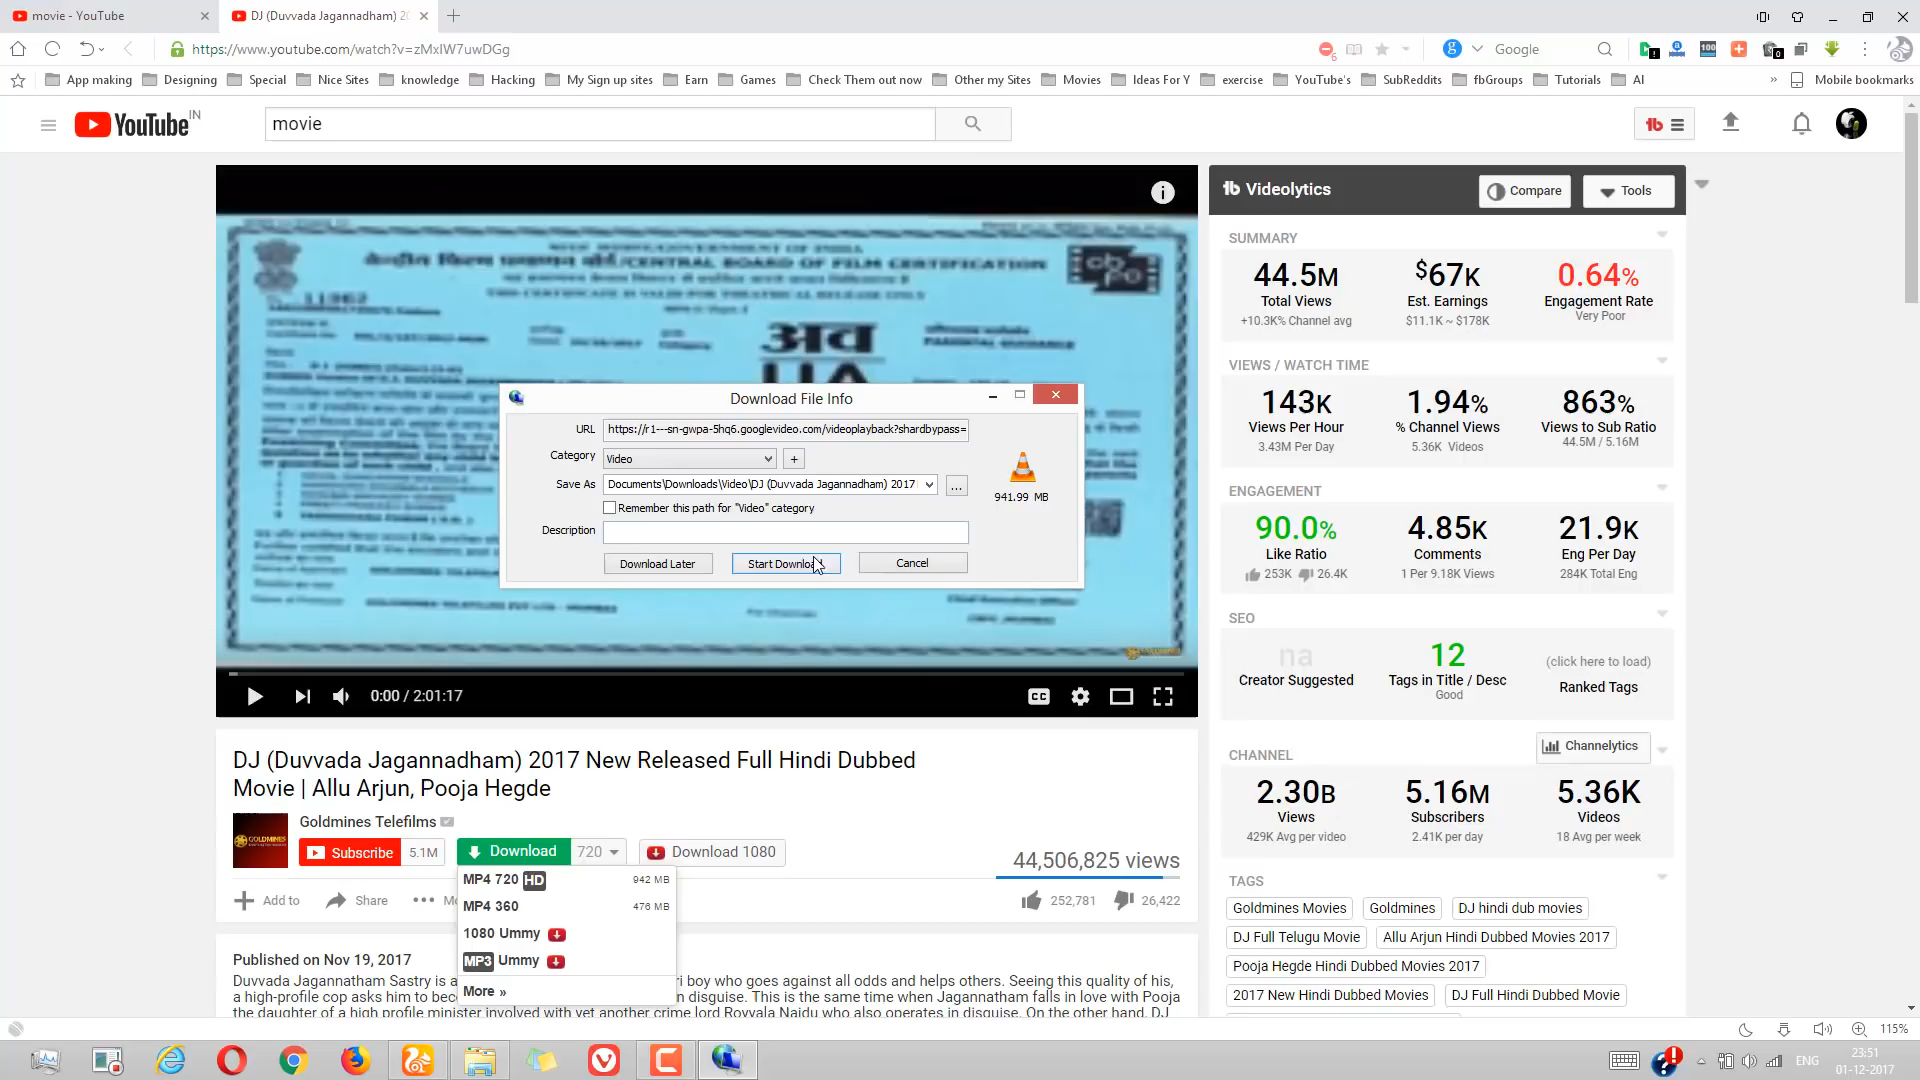 movie - YouTube
DJ (Duvvada Jagannadham) 2
https://www.youtube.com/watch?v=zMxIW7uwDGg
6
Google
100
0
App making
Designing
Special
Nice Sites
knowledge
Hacking
My Sign up sites
Earn
Games
Check Them out now
Other my Sites
Movies
Ideas For Y
exercise
YouTube's
SubReddits
fbGroups
Tutorials
AI
»
Mobile bookmarks
YouTube IN
movie
tb
CENTRAL BOARD OF FILM CERTIFICATION
11962
अव
UA
Download File Info
URL
https://r1---sn-gwpa-5hq6.googlevideo.com/videoplayback?shardbypass=
Category
Video
+
Save As
Documents\Downloads\Video\DJ (Duvvada Jagannadham) 2017
...
941.99 MB
Remember this path for "Video" category
Description
Download Later
Start Download
Cancel
0:00 / 2:01:17
CC
DJ (Duvvada Jagannadham) 2017 New Released Full Hindi Dubbed
Movie | Allu Arjun, Pooja Hegde
GOLDMINES
Goldmines Telefilms
Subscribe 5.1M
Download 720
Download 1080
44,506,825 views
Add to
Share
252,781
26,422
MP4 720 HD 942 MB
MP4 360 476 MB
1080 Ummy
MP3 Ummy
More »
Published on Nov 19, 2017
Duvvada Jagannatham Sastry is a
boy who goes against all odds and helps others. Seeing this quality of his,
a high-profile cop asks him to
n disguise. This is the same time when Jagannatham falls in love with Pooja
the daughter of a high profile minister involved with yet another crime lord Rovvala Naidu who also operates in disguise. On the other hand, DJ
tb Videolytics
Compare
Tools
SUMMARY
44.5M
Total Views
+10.3K% Channel avg
$67K
Est. Earnings
$11.1K ~ $178K
0.64%
Engagement Rate
Very Poor
VIEWS / WATCH TIME
143K
Views Per Hour
3.43M Per Day
1.94%
% Channel Views
5.36K Videos
863%
Views to Sub Ratio
44.5M / 5.16M
ENGAGEMENT
90.0%
Like Ratio
253K 26.4K
4.85K
Comments
1 Per 9.18K Views
21.9K
Eng Per Day
284K Total Eng
SEO
na
Creator Suggested
12
Tags in Title / Desc
Good
(click here to load)
Ranked Tags
CHANNEL
Channelytics
2.30B
Views
429K Avg per video
5.16M
Subscribers
2.41K per day
5.36K
Videos
18 Avg per week
TAGS
Goldmines Movies
Goldmines
DJ hindi dub movies
DJ Full Telugu Movie
Allu Arjun Hindi Dubbed Movies 2017
Pooja Hegde Hindi Dubbed Movies 2017
2017 New Hindi Dubbed Movies
DJ Full Hindi Dubbed Movie
115%
ENG
23:51
01-12-2017